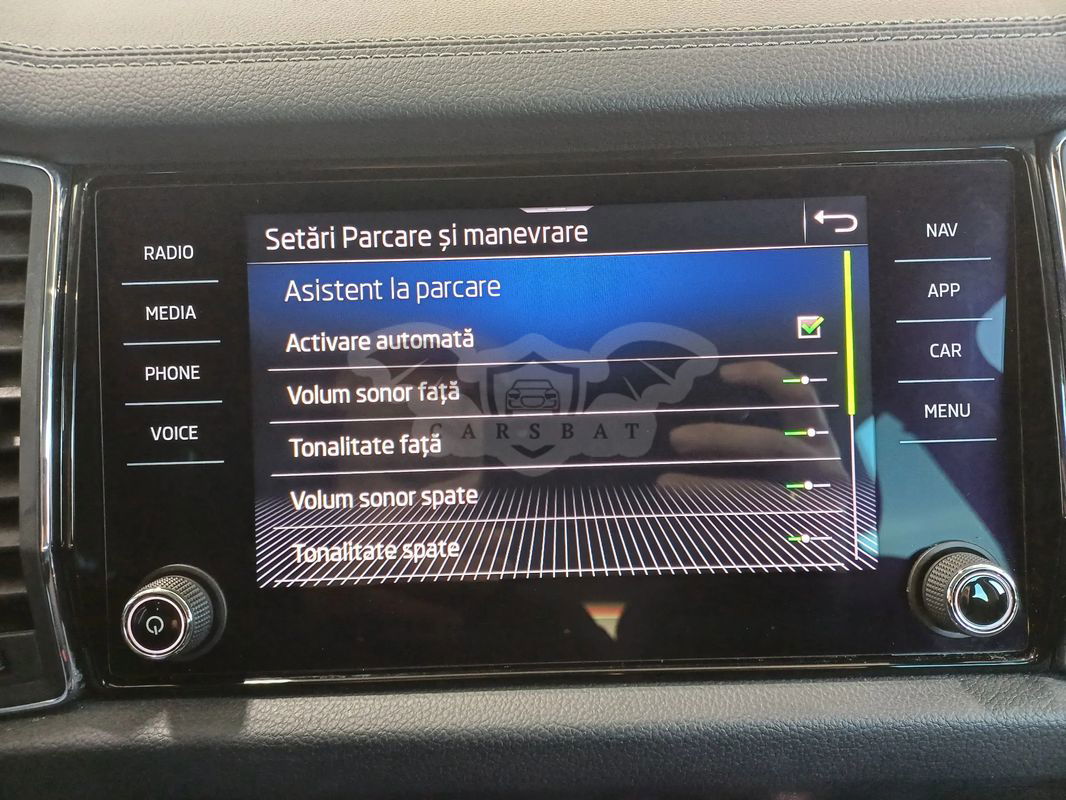 Setări Parcare și manevrare
Asistent la parcare
Activare automată
Volum sonor față
Tonalitate față
Volum sonor spate
Tonalitate spate
RADIO
MEDIA
PHONE
VOICE
NAV
APP
CAR
MENU
CARSBAT